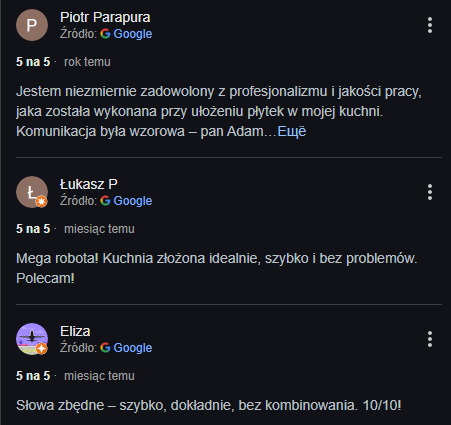 P
Piotr Parapura
Źródło: G Google
5 na 5 · rok temu
Jestem niezmiernie zadowolony z profesjonalizmu i jakości pracy,
jaka została wykonana przy ułożeniu płytek w mojej kuchni.
Komunikacja była wzorowa – pan Adam…Ещё
Ł
Łukasz P
Źródło: G Google
5 na 5 · miesiąc temu
Mega robota! Kuchnia złożona idealnie, szybko i bez problemów.
Polecam!
Eliza
Źródło: G Google
5 na 5 · miesiąc temu
Słowa zbędne – szybko, dokładnie, bez kombinowania. 10/10!